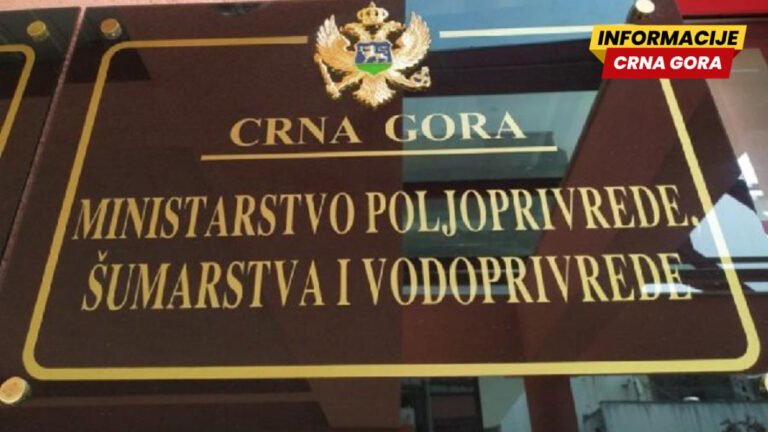 INFORMACIJE
CRNA GORA
CRNA GORA
MINISTARSTVO POLJOPRIVREDE,
ŠUMARSTVA I VODOPRIVREDE